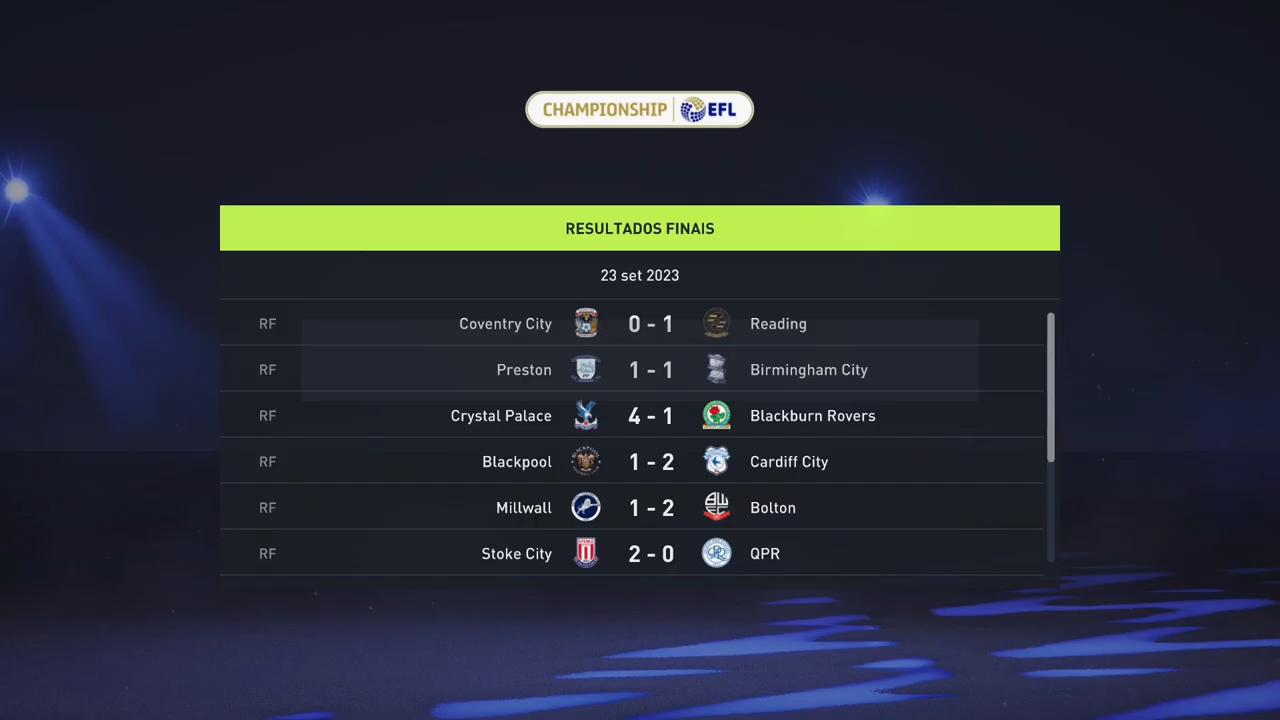 CHAMPIONSHIP EFL
RESULTADOS FINAIS
23 set 2023
RF Coventry City 0 - 1 Reading
RF Preston 1 - 1 Birmingham City
RF Crystal Palace 4 - 1 Blackburn Rovers
RF Blackpool 1 - 2 Cardiff City
RF Millwall 1 - 2 Bolton
RF Stoke City 2 - 0 QPR